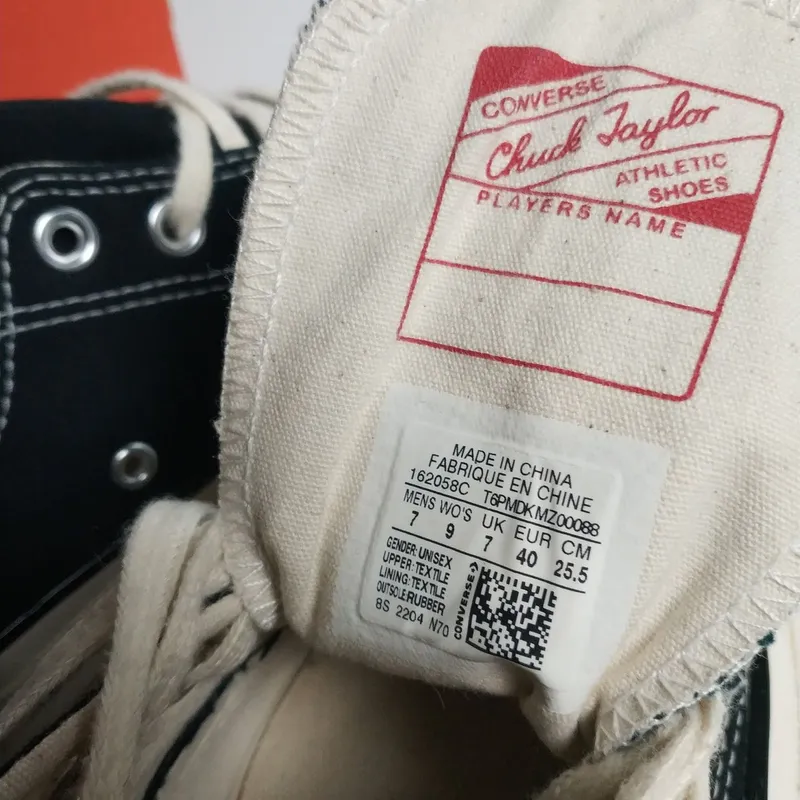 CONVERSE
Chuck Taylor
ATHLETIC
SHOES
PLAYERS NAME
MADE IN CHINA
FABRIQUE EN CHINE
162058C T6PMDKMZ00088
MENS WO'S UK EUR CM
7 9 7 40 25.5
GENDER: UNISEX
UPPER: TEXTILE
LINING: TEXTILE
OUTSOLE:RUBBER
8S 2204 N70
CONVERSE